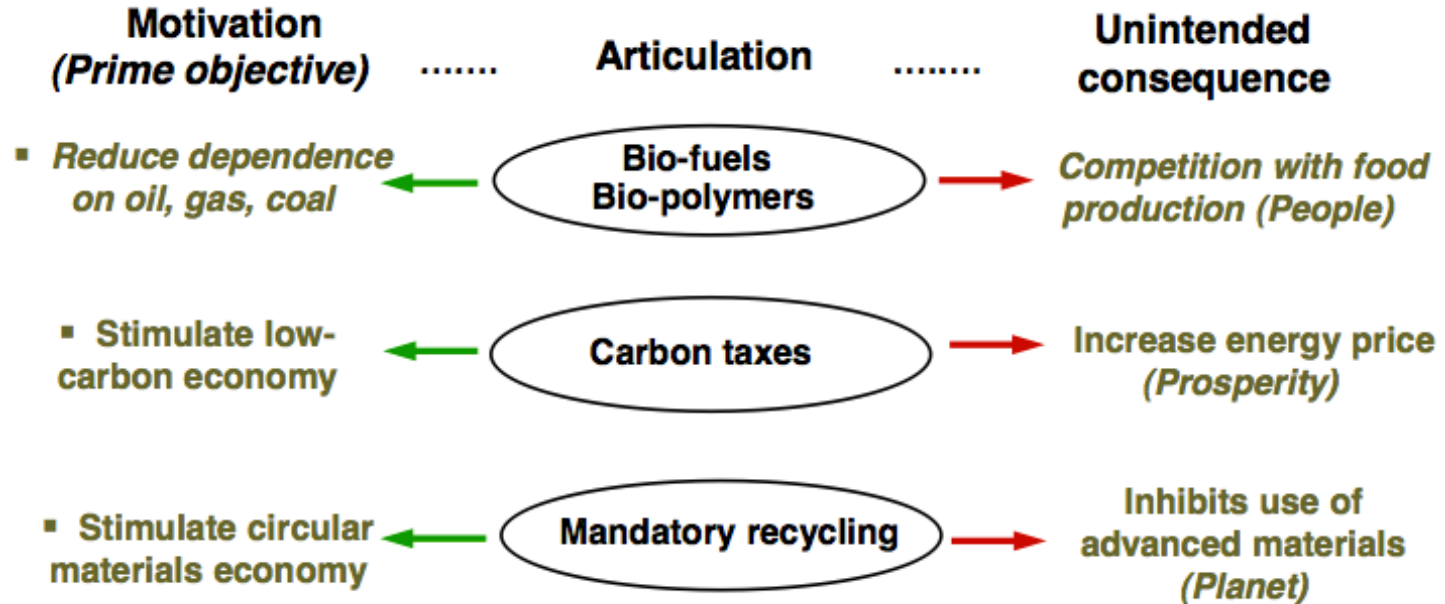 Motivation
(Prime objective) ....... Articulation ........ Unintended
consequence
▪ Reduce dependence
on oil, gas, coal
Bio-fuels
Bio-polymers
Competition with food
production (People)
▪ Stimulate low-
carbon economy
Carbon taxes
Increase energy price
(Prosperity)
▪ Stimulate circular
materials economy
Mandatory recycling
Inhibits use of
advanced materials
(Planet)